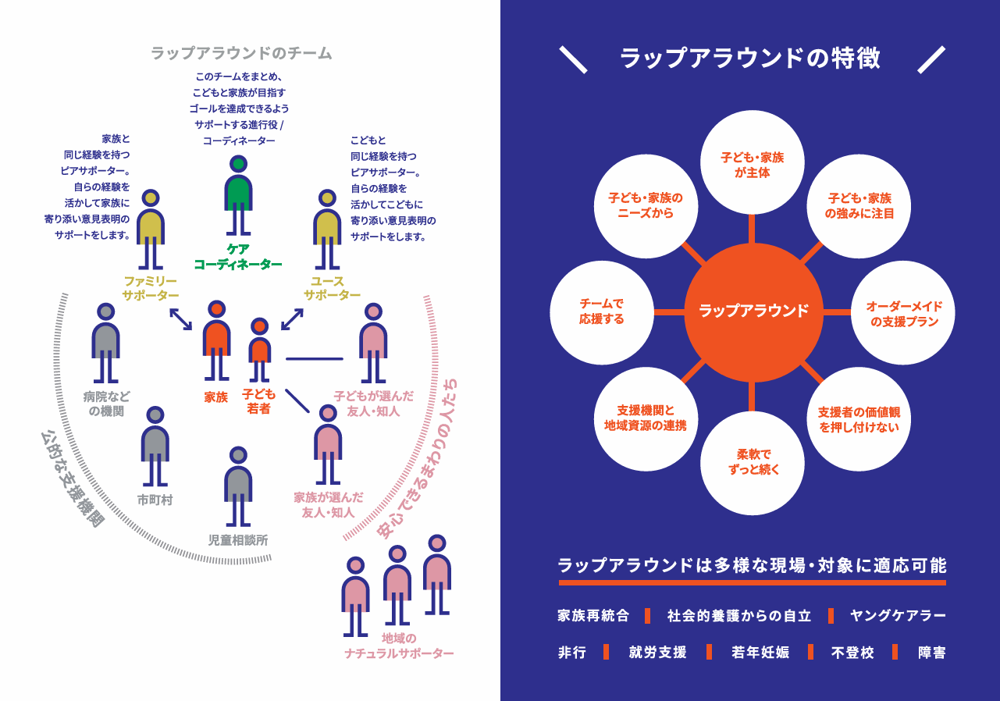 ラップアラウンドのチーム
このチームをまとめ、
こどもと家族が目指す
ゴールを達成できるよう
サポートする進行役 /
コーディネーター
家族と
同じ経験を持つ
ピアサポーター。
自らの経験を
活かして家族に
寄り添い意見表明の
サポートをします。
こどもと
同じ経験を持つ
ピアサポーター。
自らの経験を
活かしてこどもに
寄り添い意見表明の
サポートをします。
ケア
コーディネーター
ファミリー
サポーター
ユース
サポーター
家族
子ども
若者
病院など
の機関
市町村
児童相談所
公的な支援機関
子どもが選んだ
友人・知人
家族が選んだ
友人・知人
安心できるまわりの人たち
地域の
ナチュラルサポーター
ラップアラウンドの特徴
子ども・家族
が主体
子ども・家族の
ニーズから
子ども・家族
の強みに注目
チームで
応援する
ラップアラウンド
オーダーメイド
の支援プラン
支援機関と
地域資源の連携
支援者の価値観
を押し付けない
柔軟で
ずっと続く
ラップアラウンドは多様な現場・対象に適応可能
家族再統合 社会的養護からの自立 ヤングケアラー
非行 就労支援 若年妊娠 不登校 障害